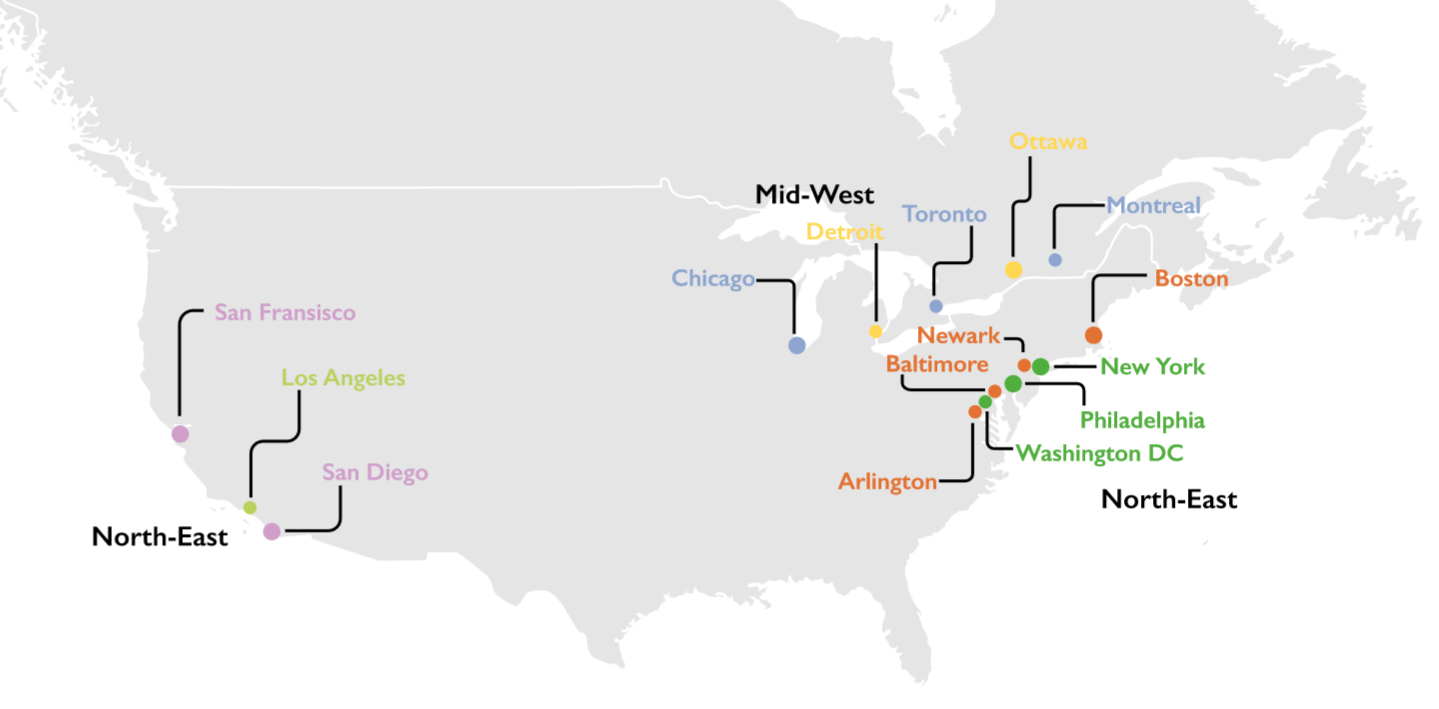 Ottawa
Mid-West
Montreal
Toronto
Detroit
Chicago
Boston
San Fransisco
Newark
Baltimore
New York
Los Angeles
Philadelphia
Washington DC
San Diego
Arlington
North-East
North-East